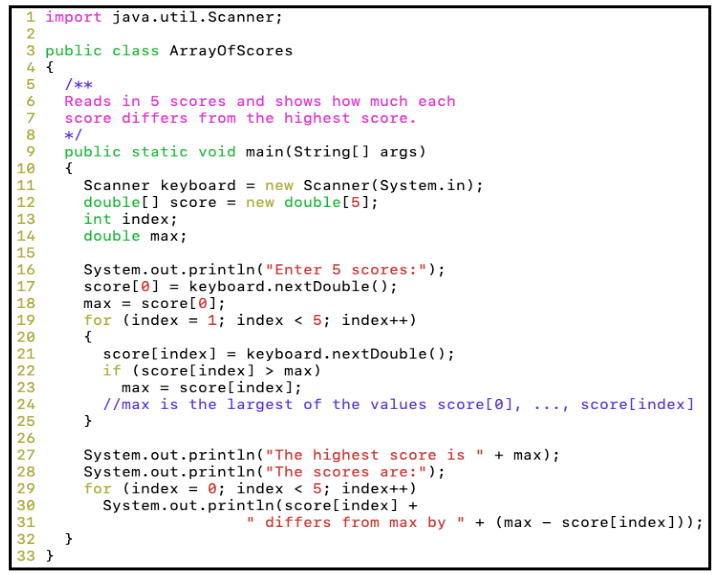 1 import java.util.Scanner;
2
3 public class ArrayOfScores
4 {
5   /**
6   Reads in 5 scores and shows how much each
7   score differs from the highest score.
8   */
9   public static void main(String[] args)
10   {
11     Scanner keyboard = new Scanner(System.in);
12     double[] score = new double[5];
13     int index;
14     double max;
15
16     System.out.println("Enter 5 scores:");
17     score[0] = keyboard.nextDouble();
18     max = score[0];
19     for (index = 1; index < 5; index++)
20     {
21       score[index] = keyboard.nextDouble();
22       if (score[index] > max)
23         max = score[index];
24       //max is the largest of the values score[0], ..., score[index]
25     }
26
27     System.out.println("The highest score is " + max);
28     System.out.println("The scores are:");
29     for (index = 0; index < 5; index++)
30       System.out.println(score[index] +
31                      " differs from max by " + (max - score[index]));
32   }
33 }